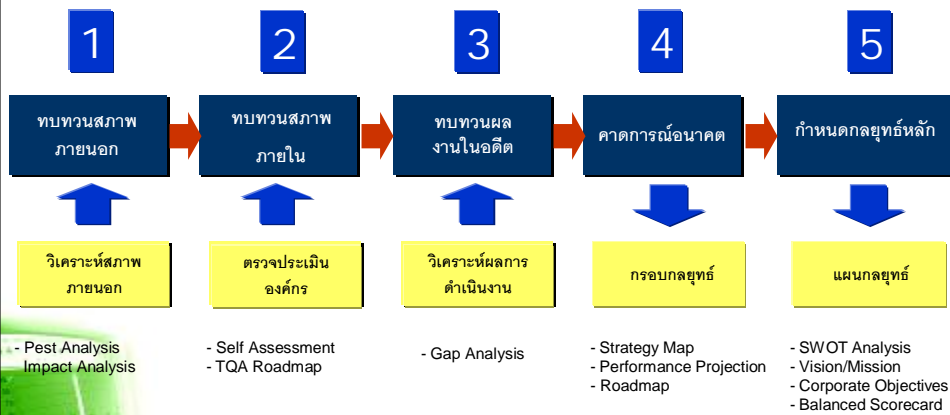 1
2
3
4
5
ทบทวนสภาพ
ภายนอก
ทบทวนสภาพ
ภายใน
ทบทวนผล
งานในอดีต
คาดการณ์อนาคต
กำหนดกลยุทธ์หลัก
วิเคราะห์สภาพ
ภายนอก
ตรวจประเมิน
องค์กร
วิเคราะห์ผลการ
ดำเนินงาน
กรอบกลยุทธ์
แผนกลยุทธ์
- Pest Analysis
Impact Analysis
- Self Assessment
- TQA Roadmap
- Gap Analysis
- Strategy Map
- Performance Projection
- Roadmap
- SWOT Analysis
- Vision/Mission
- Corporate Objectives
- Balanced Scorecard